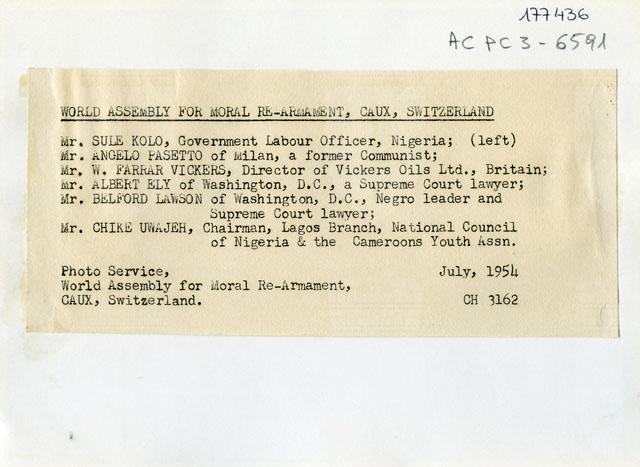 177436
AC PC 3 - 6591
WORLD ASSEMBLY FOR MORAL RE-ARMAMENT, CAUX, SWITZERLAND
Mr. SULE KOLO, Government Labour Officer, Nigeria; (left)
Mr. ANGELO PASETTO of Milan, a former Communist;
Mr. W. FARRAR VICKERS, Director of Vickers Oils Ltd., Britain;
Mr. ALBERT ELY of Washington, D.C., a Supreme Court lawyer;
Mr. BELFORD LAWSON of Washington, D.C., Negro leader and
Supreme Court lawyer;
Mr. CHIKE UWAJEH, Chairman, Lagos Branch, National Council
of Nigeria & the Cameroons Youth Assn.
Photo Service, July, 1954
World Assembly for Moral Re-Armament,
CAUX, Switzerland. CH 3162